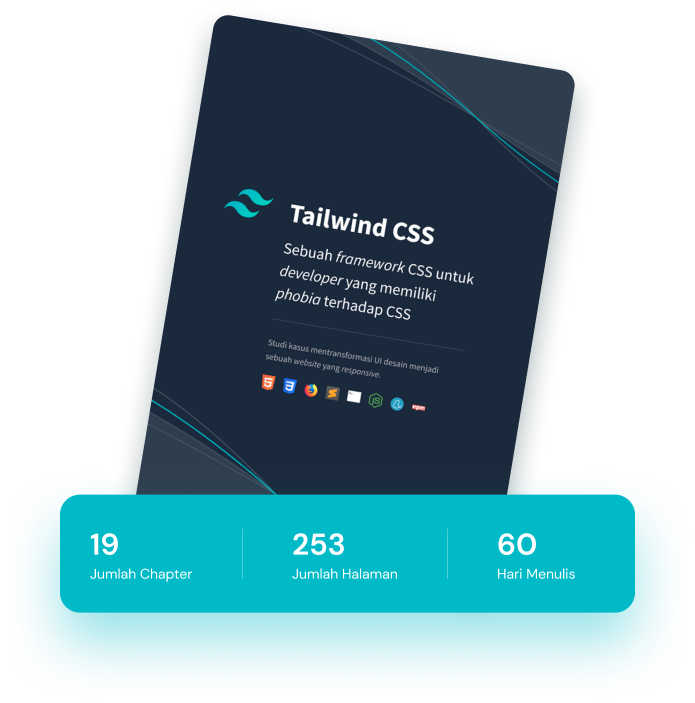 Tailwind CSS
Sebuah framework CSS untuk
developer yang memiliki
phobia terhadap CSS
Studi kasus mentransformasi UI desain menjadi
sebuah website yang responsive.
19
Jumlah Chapter
253
Jumlah Halaman
60
Hari Menulis